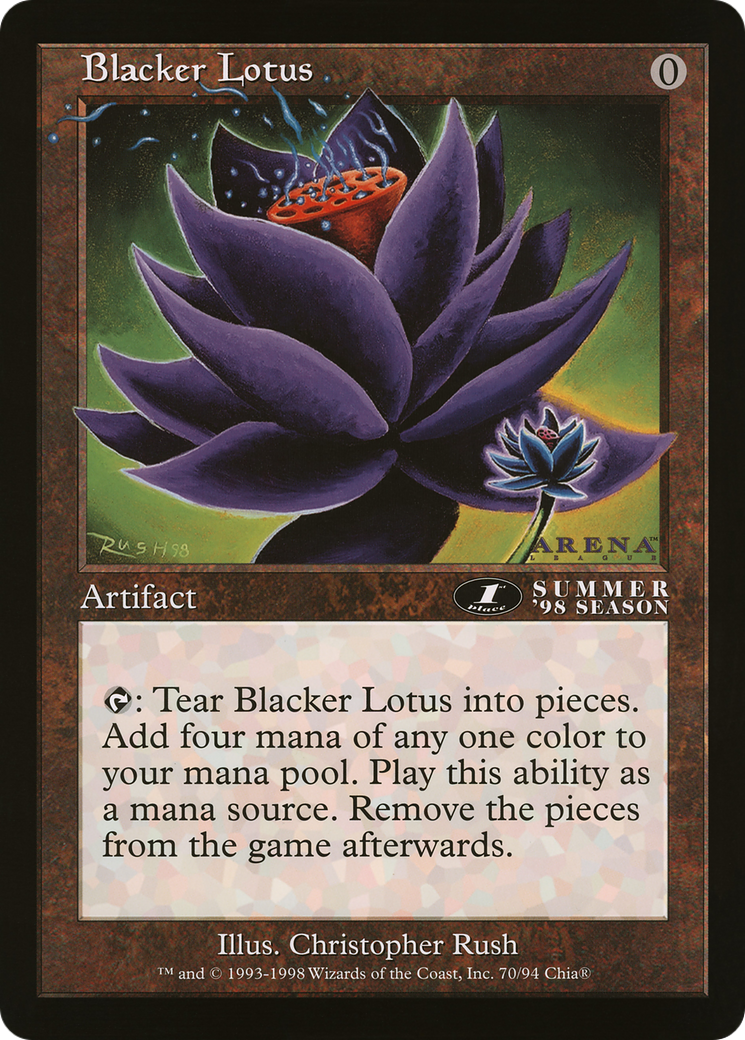 Blacker Lotus 0
RUSH 98
ARENA™
LEAGUE
Artifact
1st place
SUMMER
'98 SEASON
: Tear Blacker Lotus into pieces.
Add four mana of any one color to
your mana pool. Play this ability as
a mana source. Remove the pieces
from the game afterwards.
Illus. Christopher Rush
™ and © 1993-1998 Wizards of the Coast, Inc. 70/94 Chia®